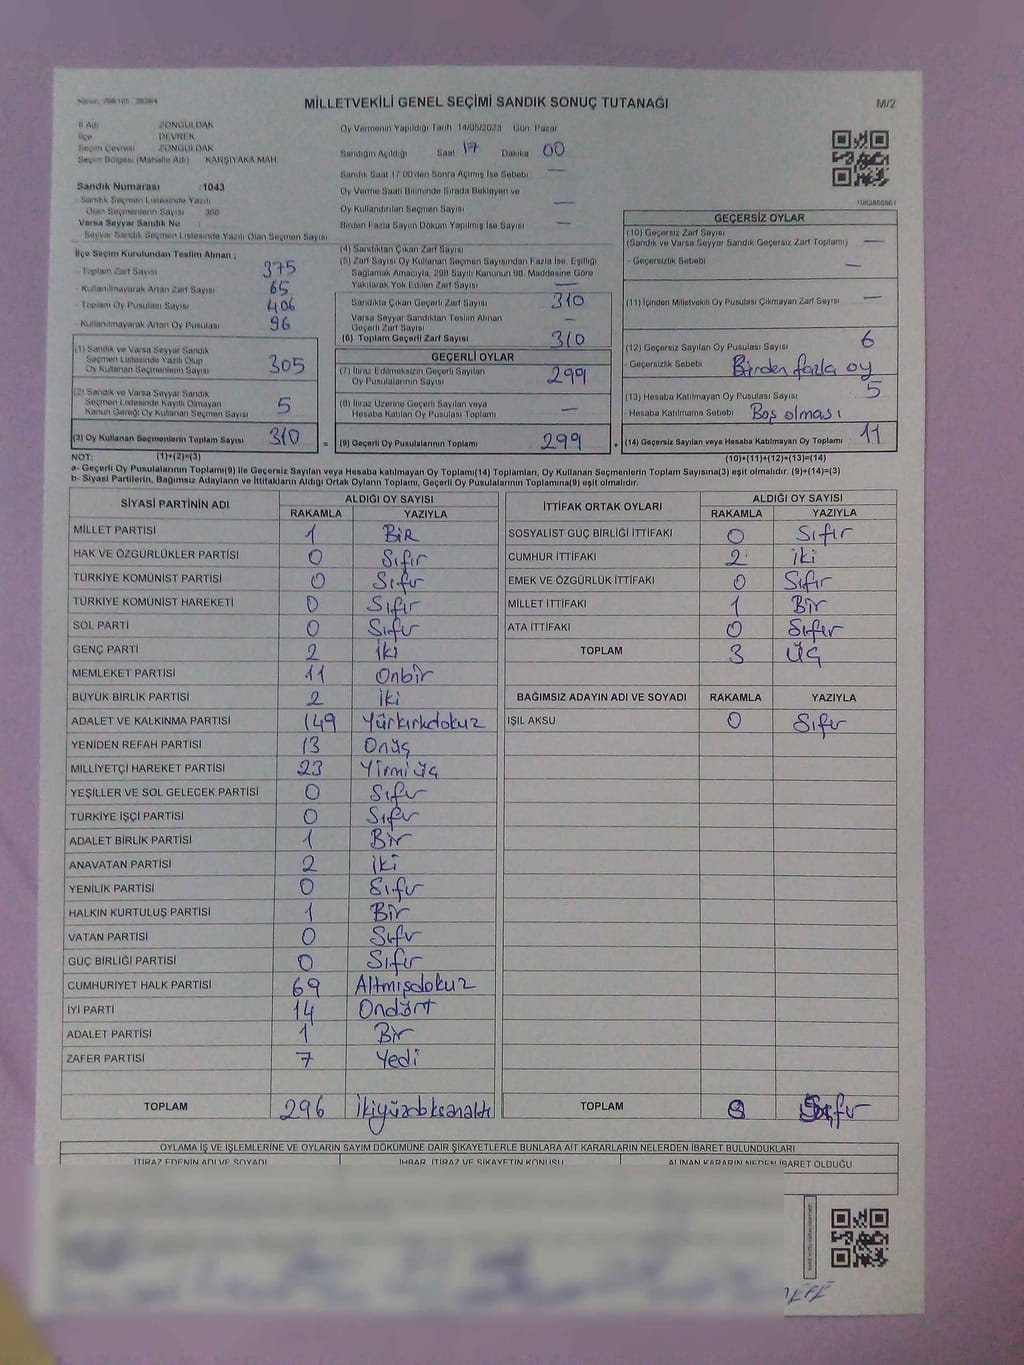 MİLLETVEKİLİ GENEL SEÇİMİ SANDIK SONUÇ TUTANAĞI
M/2
İl Adı ZONGULDAK
İlçe DEVREK
Seçim Çevresi ZONGULDAK
Seçim Bölgesi (Mahalle Adı) KARŞIYAKA MAH.
Sandık Numarası :1043
Sandık Seçmen Listesinde Yazılı
Olan Seçmenlerin Sayısı 366
Varsa Seyyar Sandık No
Seyyar Sandık Seçmen Listesinde Yazılı Olan Seçmen Sayısı
Oy Vermenin Yapıldığı Tarih 14/05/2023 Gün Pazar
Sandığın Açıldığı Saat 17 Dakika 00
Sandık Saat 17:00'den Sonra Açılmış İse Sebebi —
Oy Verme Saati Bitiminde Sırada Bekleyen ve
Oy Kullandırılan Seçmen Sayısı —
Birden Fazla Sayım Döküm Yapılmış İse Sayısı —
İlçe Seçim Kurulundan Teslim Alınan ;
- Toplam Zarf Sayısı 375
- Kullanılmayarak Artan Zarf Sayısı 65
- Toplam Oy Pusulası Sayısı 406
- Kullanılmayarak Artan Oy Pusulası 96
(1) Sandık ve Varsa Seyyar Sandık
Seçmen Listesinde Yazılı Olup
Oy Kullanan Seçmenlerin Sayısı 305
(2) Sandık ve Varsa Seyyar Sandık
Seçmen Listesinde Kayıtlı Olmayan
Kanun Gereği Oy Kullanan Seçmen Sayısı 5
(3) Oy Kullanan Seçmenlerin Toplam Sayısı 310
(4) Sandıktan Çıkan Zarf Sayısı
(5) Zarf Sayısı Oy Kullanan Seçmen Sayısından Fazla İse, Eşitliği
Sağlamak Amacıyla, 298 Sayılı Kanunun 98. Maddesine Göre
Yakılarak Yok Edilen Zarf Sayısı —
Sandıkta Çıkan Geçerli Zarf Sayısı 310
Varsa Seyyar Sandıktan Teslim Alınan
Geçerli Zarf Sayısı —
(6) Toplam Geçerli Zarf Sayısı 310
GEÇERLİ OYLAR
(7) İtiraz Edilmeksizin Geçerli Sayılan
Oy Pusulalarının Sayısı 299
(8) İtiraz Üzerine Geçerli Sayılan veya
Hesaba Katılan Oy Pusulası Toplamı —
= (9) Geçerli Oy Pusulalarının Toplamı 299
GEÇERSİZ OYLAR
(10) Geçersiz Zarf Sayısı
(Sandık ve Varsa Seyyar Sandık Geçersiz Zarf Toplamı) —
- Geçersizlik Sebebi —
(11) İçinden Milletvekili Oy Pusulası Çıkmayan Zarf Sayısı —
(12) Geçersiz Sayılan Oy Pusulası Sayısı 6
- Geçersizlik Sebebi Birden fazla oy
(13) Hesaba Katılmayan Oy Pusulası Sayısı 5
Hesaba Katılmama Sebebi Boş olması
+ (14) Geçersiz Sayılan veya Hesaba Katılmayan Oy Toplamı 11
NOT: (1)+(2)=(3)
(10)+(11)+(12)+(13)=(14)
a- Geçerli Oy Pusulalarının Toplamı(9) ile Geçersiz Sayılan veya Hesaba katılmayan Oy Toplamı(14) Toplamları, Oy Kullanan Seçmenlerin Toplam Sayısına(3) eşit olmalıdır. (9)+(14)=(3)
b- Siyasi Partilerin, Bağımsız Adayların ve İttifakların Aldığı Ortak Oyların Toplamı, Geçerli Oy Pusulalarının Toplamına(9) eşit olmalıdır.
SİYASİ PARTİNİN ADI ALDIĞI OY SAYISI
RAKAMLA YAZIYLA
MİLLET PARTİSİ 1 BİR
HAK VE ÖZGÜRLÜKLER PARTİSİ 0 Sıfır
TÜRKİYE KOMÜNİST PARTİSİ 0 Sıfır
TÜRKİYE KOMÜNİST HAREKETİ 0 Sıfır
SOL PARTİ 0 Sıfır
GENÇ PARTİ 2 İki
MEMLEKET PARTİSİ 11 Onbir
BÜYÜK BİRLİK PARTİSİ 2 İki
ADALET VE KALKINMA PARTİSİ 149 Yüzkırkdokuz
YENİDEN REFAH PARTİSİ 13 Onüç
MİLLİYETÇİ HAREKET PARTİSİ 23 Yirmiüç
YEŞİLLER VE SOL GELECEK PARTİSİ 0 Sıfır
TÜRKİYE İŞÇİ PARTİSİ 0 Sıfır
ADALET BİRLİK PARTİSİ 1 Bir
ANAVATAN PARTİSİ 2 İki
YENİLİK PARTİSİ 0 Sıfır
HALKIN KURTULUŞ PARTİSİ 1 Bir
VATAN PARTİSİ 0 Sıfır
GÜÇ BİRLİĞİ PARTİSİ 0 Sıfır
CUMHURİYET HALK PARTİSİ 69 Altmışdokuz
İYİ PARTİ 14 Ondört
ADALET PARTİSİ 1 Bir
ZAFER PARTİSİ 7 Yedi
TOPLAM 296 İkiyüzdoksanaltı
İTTİFAK ORTAK OYLARI ALDIĞI OY SAYISI
RAKAMLA YAZIYLA
SOSYALİST GÜÇ BİRLİĞİ İTTİFAKI 0 Sıfır
CUMHUR İTTİFAKI 2 İki
EMEK VE ÖZGÜRLÜK İTTİFAKI 0 Sıfır
MİLLET İTTİFAKI 1 Bir
ATA İTTİFAKI 0 Sıfır
TOPLAM 3 Üç
BAĞIMSIZ ADAYIN ADI VE SOYADI RAKAMLA YAZIYLA
IŞIL AKSU 0 Sıfır
TOPLAM 0 Sıfır
OYLAMA İŞ VE İŞLEMLERİNE VE OYLARIN SAYIM DÖKÜMÜNE DAİR ŞİKAYETLERLE BUNLARA AİT KARARLARIN NELERDEN İBARET BULUNDUKLARI
İTİRAZ EDENİN ADI VE SOYADI İHBAR, İTİRAZ VE ŞİKAYETİN KONUSU ALINAN KARARIN NEDEN İBARET OLDUĞU